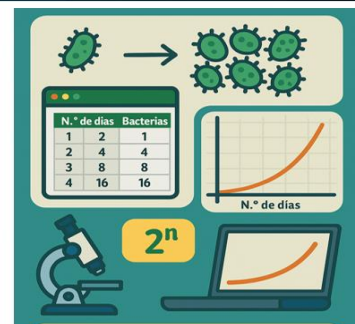 N.° de días Bacterias
1 2 1
2 4 4
3 8 8
4 16 16
N.° de días
2ⁿ